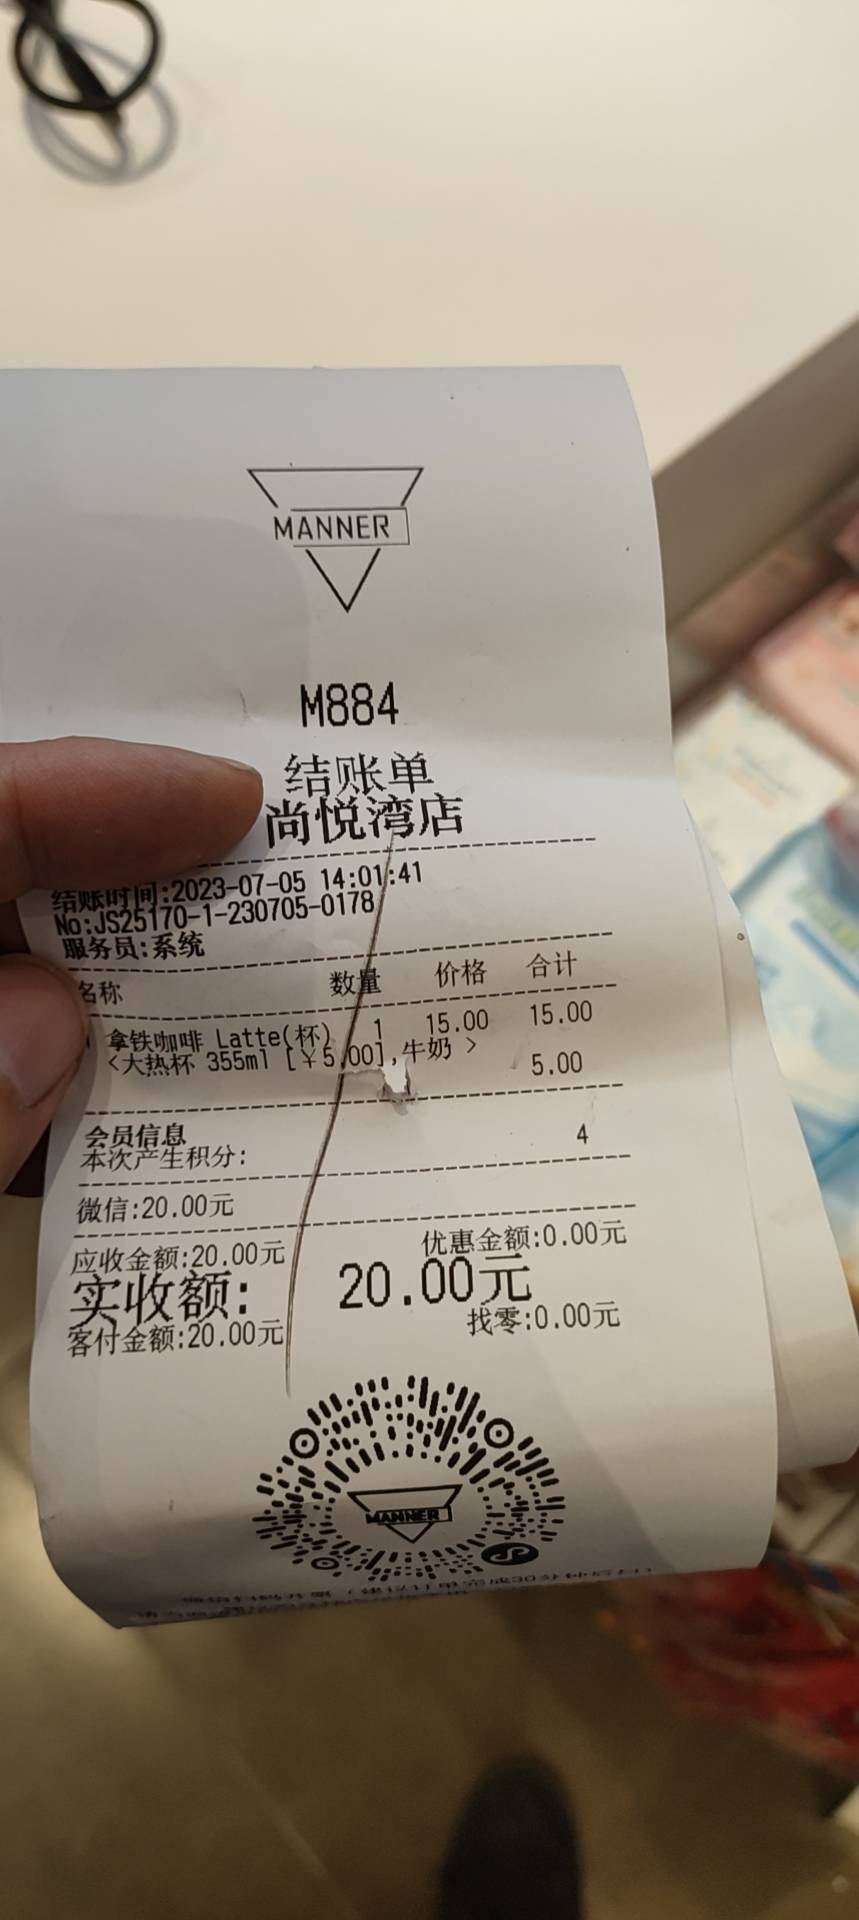 MANNER
M884
结账单
尚悦湾店
结账时间:2023-07-05 14:01:41
No:JS25170-1-230705-0178
服务员:系统
名称 数量 价格 合计
拿铁咖啡 Latte(杯) 1 15.00 15.00
<大热杯 355ml [￥5.00],牛奶 > 5.00
会员信息
本次产生积分: 4
微信:20.00元
应收金额:20.00元 优惠金额:0.00元
实收额: 20.00元
客付金额:20.00元 找零:0.00元
MANNER